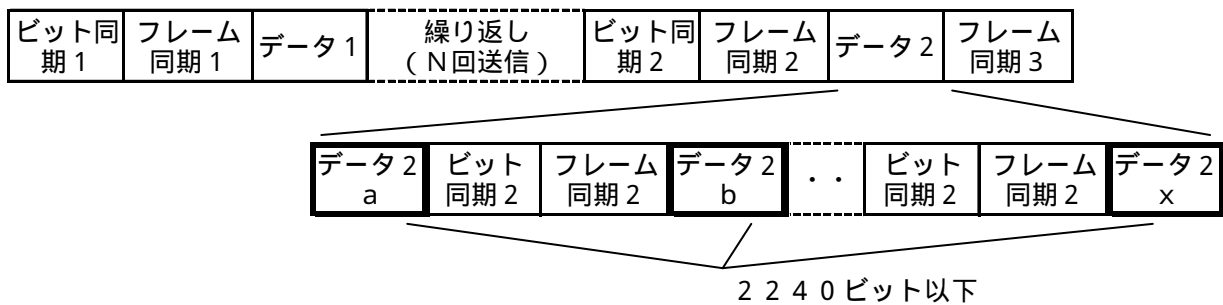 ビット同期1 フレーム同期1 データ1 繰り返し(N回送信) ビット同期2 フレーム同期2 データ2 フレーム同期3
データ2a ビット同期2 フレーム同期2 データ2b ・・ ビット同期2 フレーム同期2 データ2x
2240ビット以下